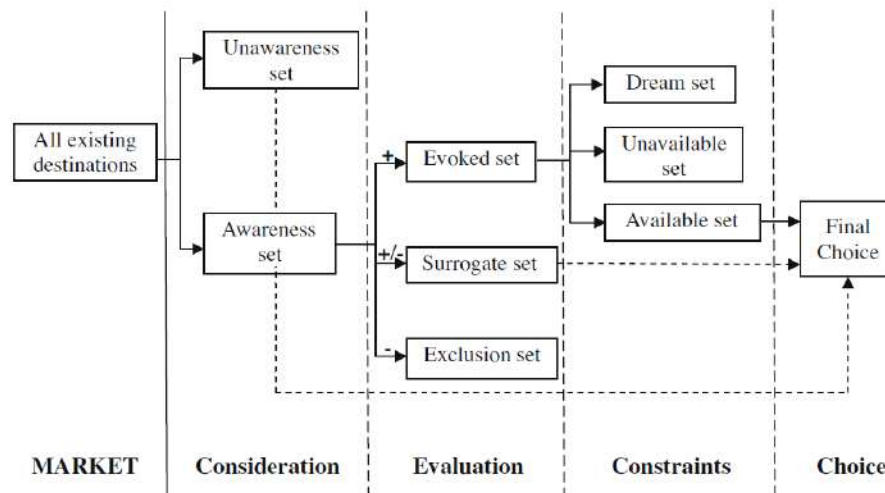 Unawareness
set
Dream set
All existing
destinations
+
Evoked set
Unavailable
set
Awareness
set
Available set
Final
Choice
+/-
Surrogate set
-
Exclusion set
MARKET
Consideration
Evaluation
Constraints
Choice